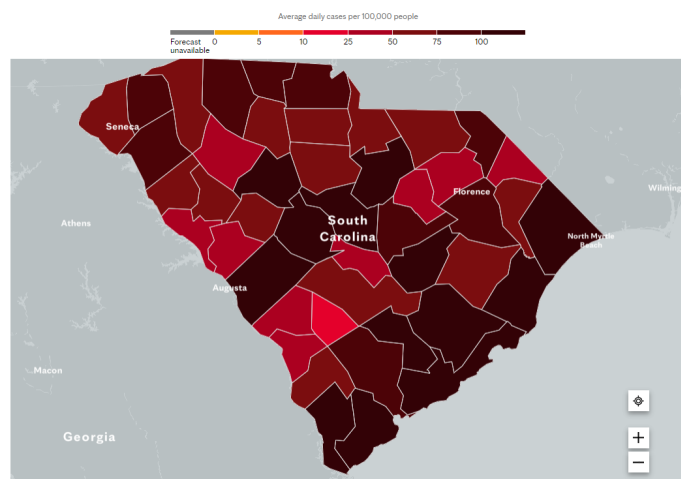 Average daily cases per 100,000 people
Forecast unavailable 0 5 10 25 50 75 100
Seneca
Florence
Wilming
South
Carolina
Athens
North Myrtle
Beach
Augusta
Macon
Georgia
+
−